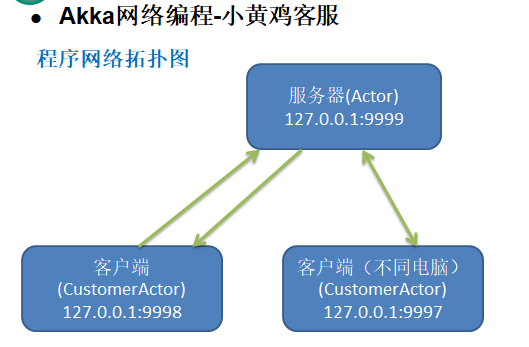 ● Akka网络编程-小黄鸡客服
程序网络拓扑图
服务器(Actor)
127.0.0.1:9999
客户端
(CustomerActor)
127.0.0.1:9998
客户端（不同电脑）
(CustomerActor)
127.0.0.1:9997